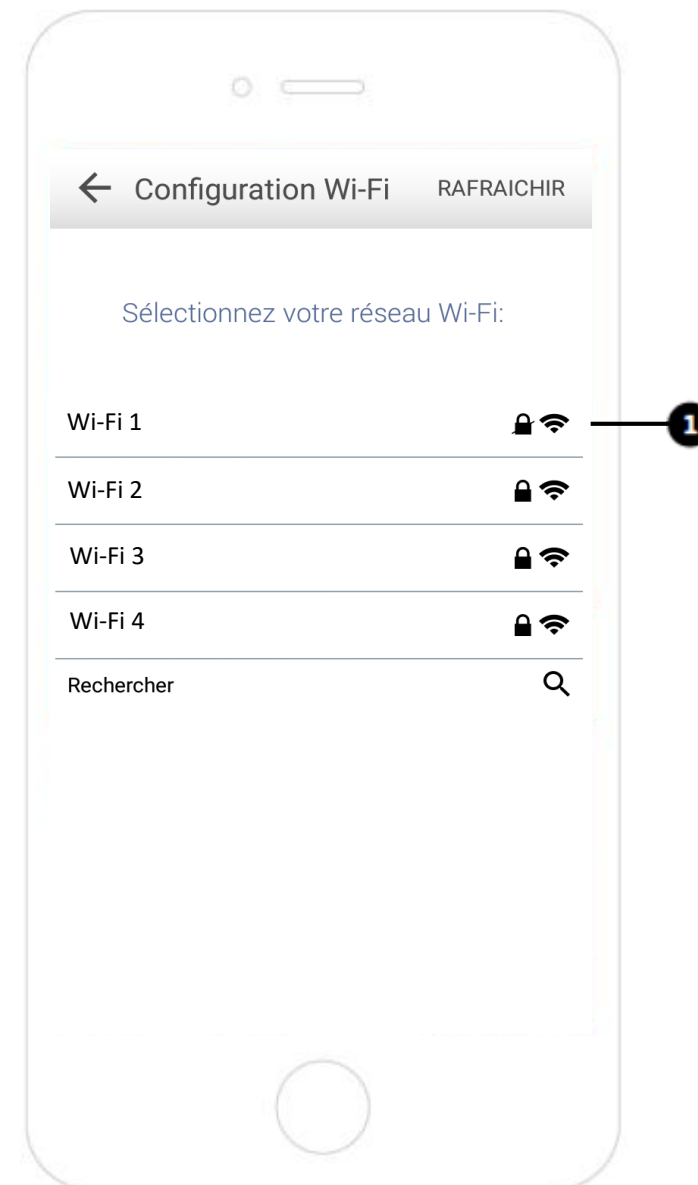 Configuration Wi-Fi RAFRAICHIR
Sélectionnez votre réseau Wi-Fi:
Wi-Fi 1
1
Wi-Fi 2
Wi-Fi 3
Wi-Fi 4
Rechercher